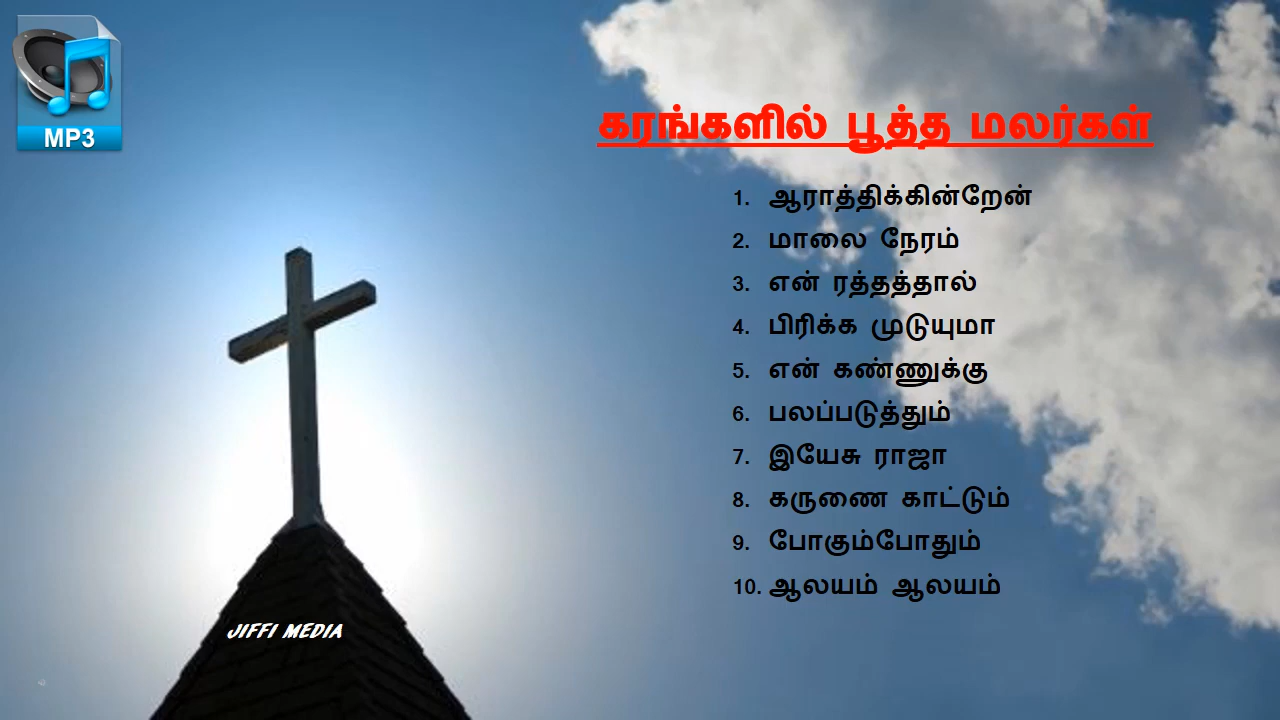 MP3
கரங்களில் பூத்த மலர்கள்
1. ஆராத்திக்கின்றேன்
2. மாலை நேரம்
3. என் ரத்தத்தால்
4. பிரிக்க முடுயுமா
5. என் கண்ணுக்கு
6. பலப்படுத்தும்
7. இயேசு ராஜா
8. கருணை காட்டும்
9. போகும்போதும்
10. ஆலயம் ஆலயம்
JIFFI MEDIA